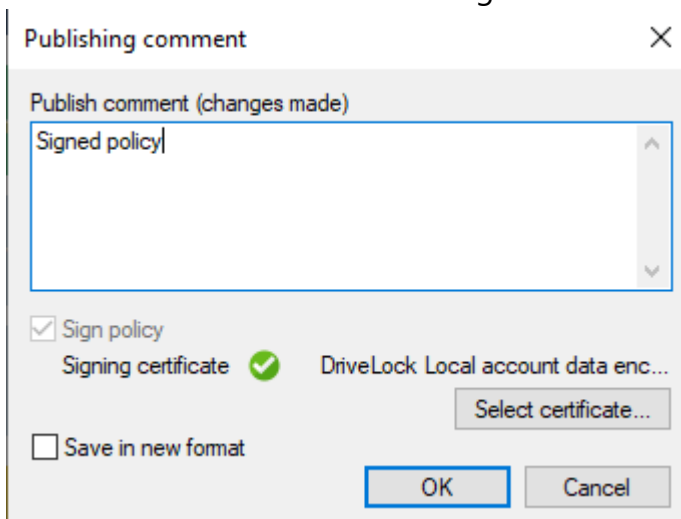 Publishing comment
Publish comment (changes made)
Signed policy
Sign policy
Signing certificate DriveLock Local account data enc...
Select certificate...
Save in new format
OK Cancel